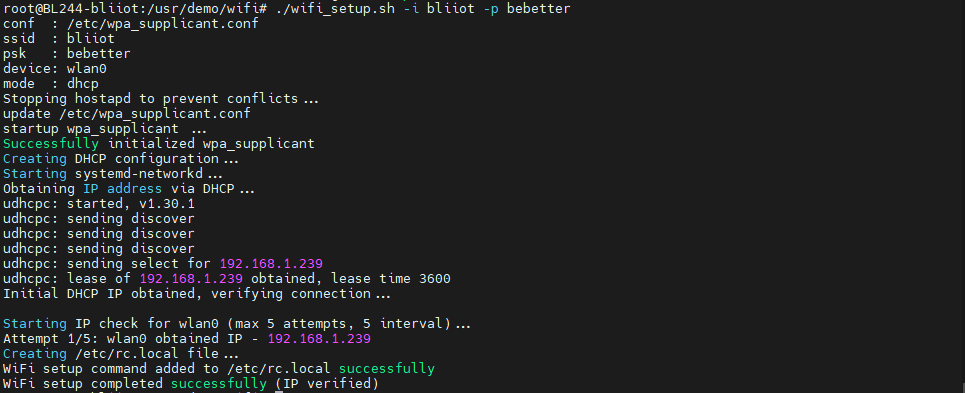 root@BL244-bliiot:/usr/demo/wifi# ./wifi_setup.sh -i bliiot -p bebetter
conf  : /etc/wpa_supplicant.conf
ssid  : bliiot
psk   : bebetter
device: wlan0
mode  : dhcp
Stopping hostapd to prevent conflicts...
update /etc/wpa_supplicant.conf
startup wpa_supplicant ...
Successfully initialized wpa_supplicant
Creating DHCP configuration...
Starting systemd-networkd...
Obtaining IP address via DHCP...
udhcpc: started, v1.30.1
udhcpc: sending discover
udhcpc: sending discover
udhcpc: sending discover
udhcpc: sending select for 192.168.1.239
udhcpc: lease of 192.168.1.239 obtained, lease time 3600
Initial DHCP IP obtained, verifying connection...
Starting IP check for wlan0 (max 5 attempts, 5 interval)...
Attempt 1/5: wlan0 obtained IP - 192.168.1.239
Creating /etc/rc.local file...
WiFi setup command added to /etc/rc.local successfully
WiFi setup completed successfully (IP verified)